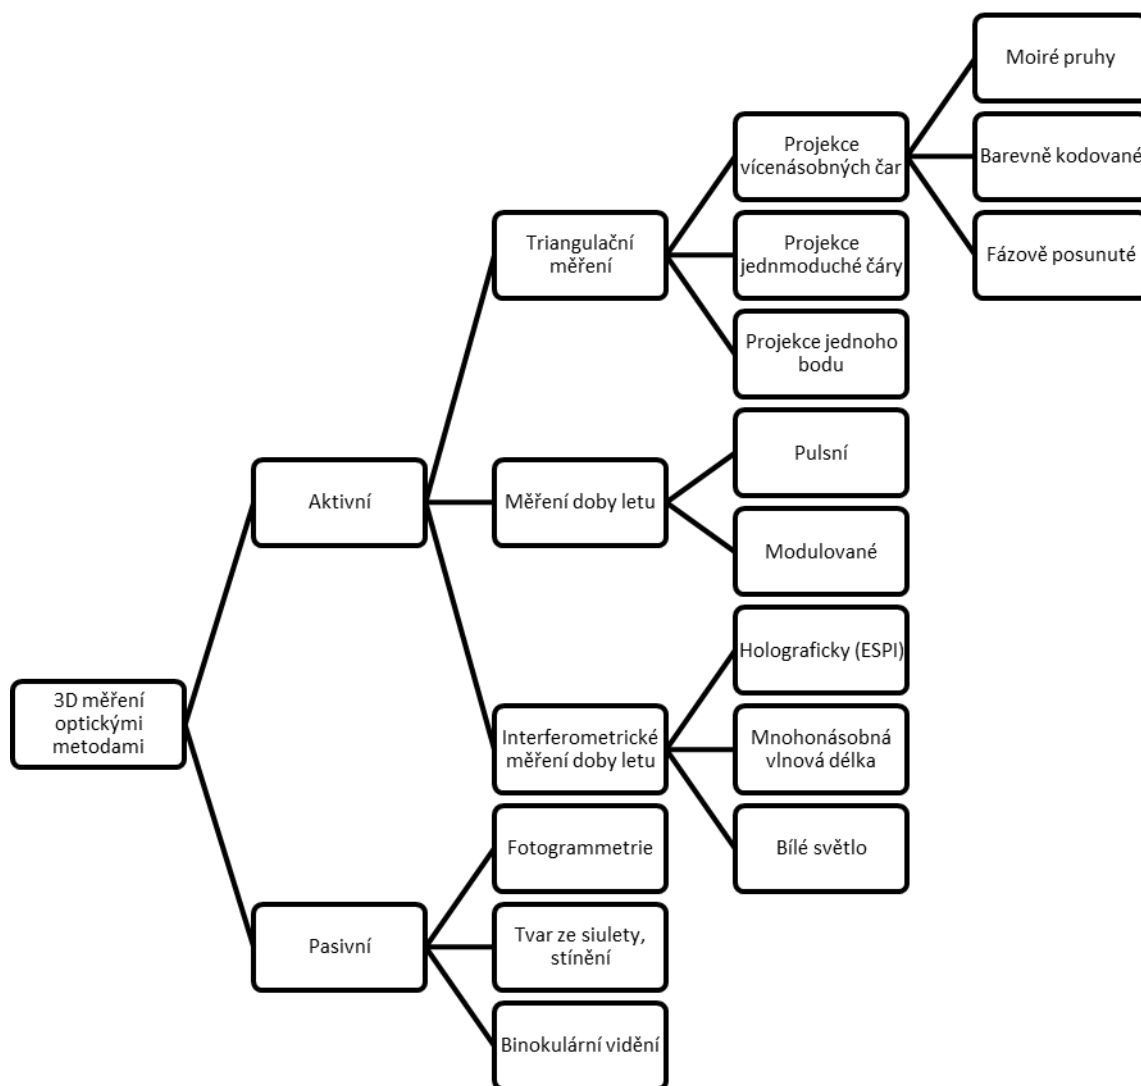 Moiré pruhy
Projekce
vícenásobných čar
Barevně kodované
Triangulační
měření
Projekce
jednmoduché čáry
Fázově posunuté
Projekce jednoho
bodu
Pulsní
Aktivní
Měření doby letu
Modulované
Holograficky (ESPI)
3D měření
optickými
metodami
Interferometrické
měření doby letu
Mnohonásobná
vlnová délka
Fotogrammetrie
Bílé světlo
Pasivní
Tvar ze siulety,
stínění
Binokulární vidění